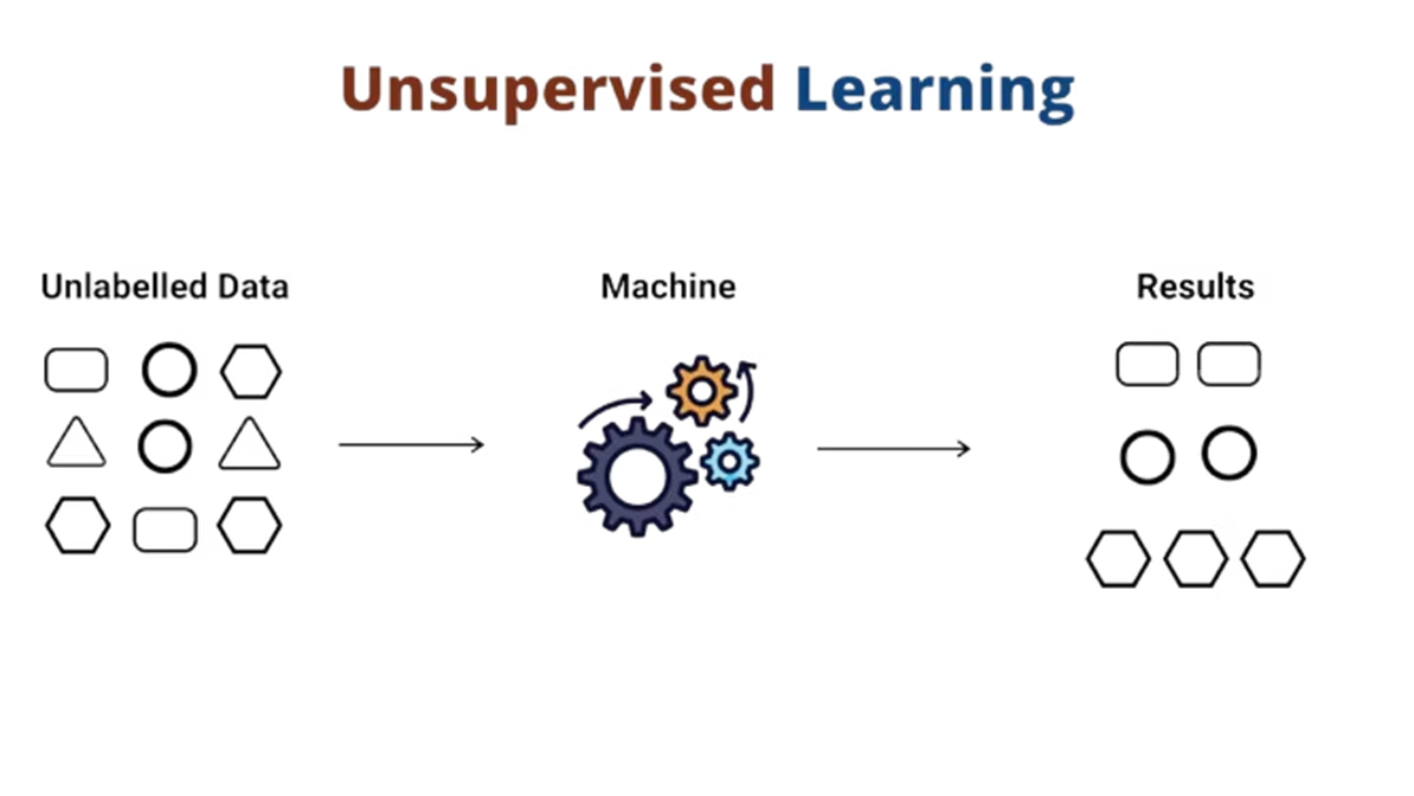 Unsupervised Learning
Unlabelled Data
Machine
Results